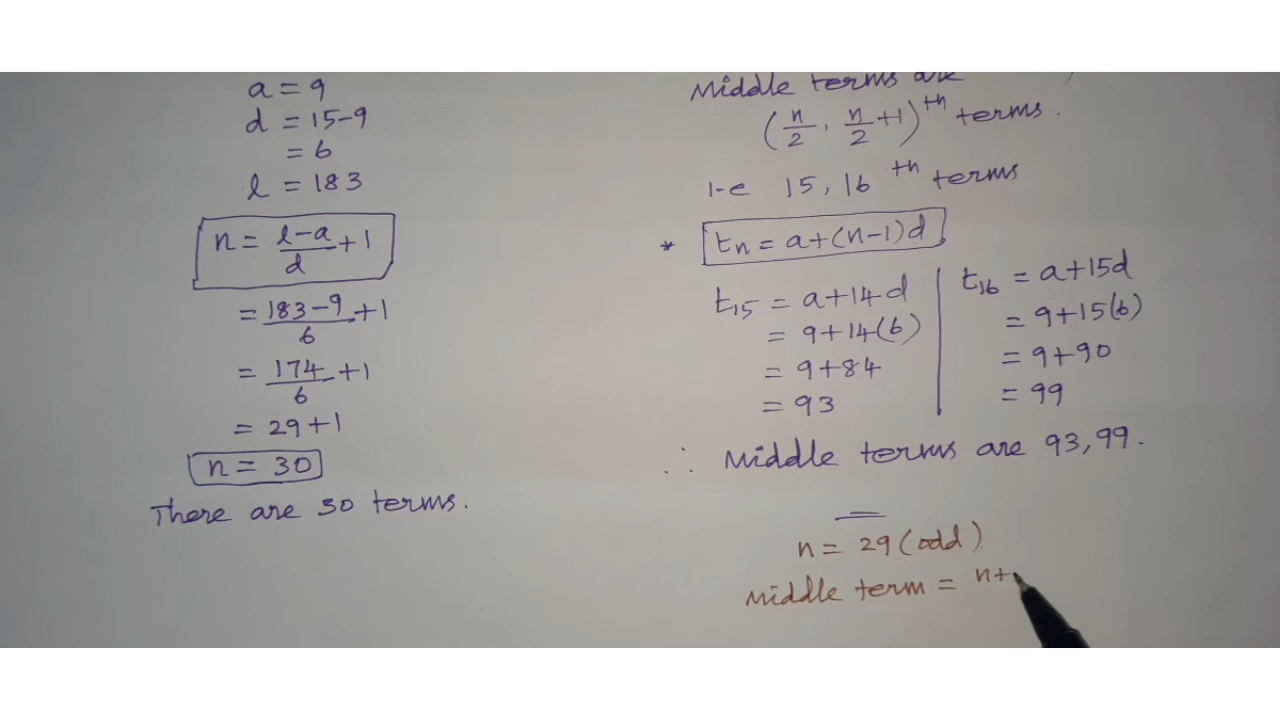 a = 9
d = 15-9
= 6
l = 183
n = l-a/d + 1
= 183-9/6 + 1
= 174/6 + 1
= 29+1
n = 30
There are 30 terms.
Middle terms are
(n/2, n/2+1)th terms.
i-e 15, 16 th terms
* tn = a+(n-1)d
t15 = a+14d
= 9+14(6)
= 9+84
= 93
t16 = a+15d
= 9+15(6)
= 9+90
= 99
∴ Middle terms are 93, 99.
n = 29 (odd)
Middle term = n+